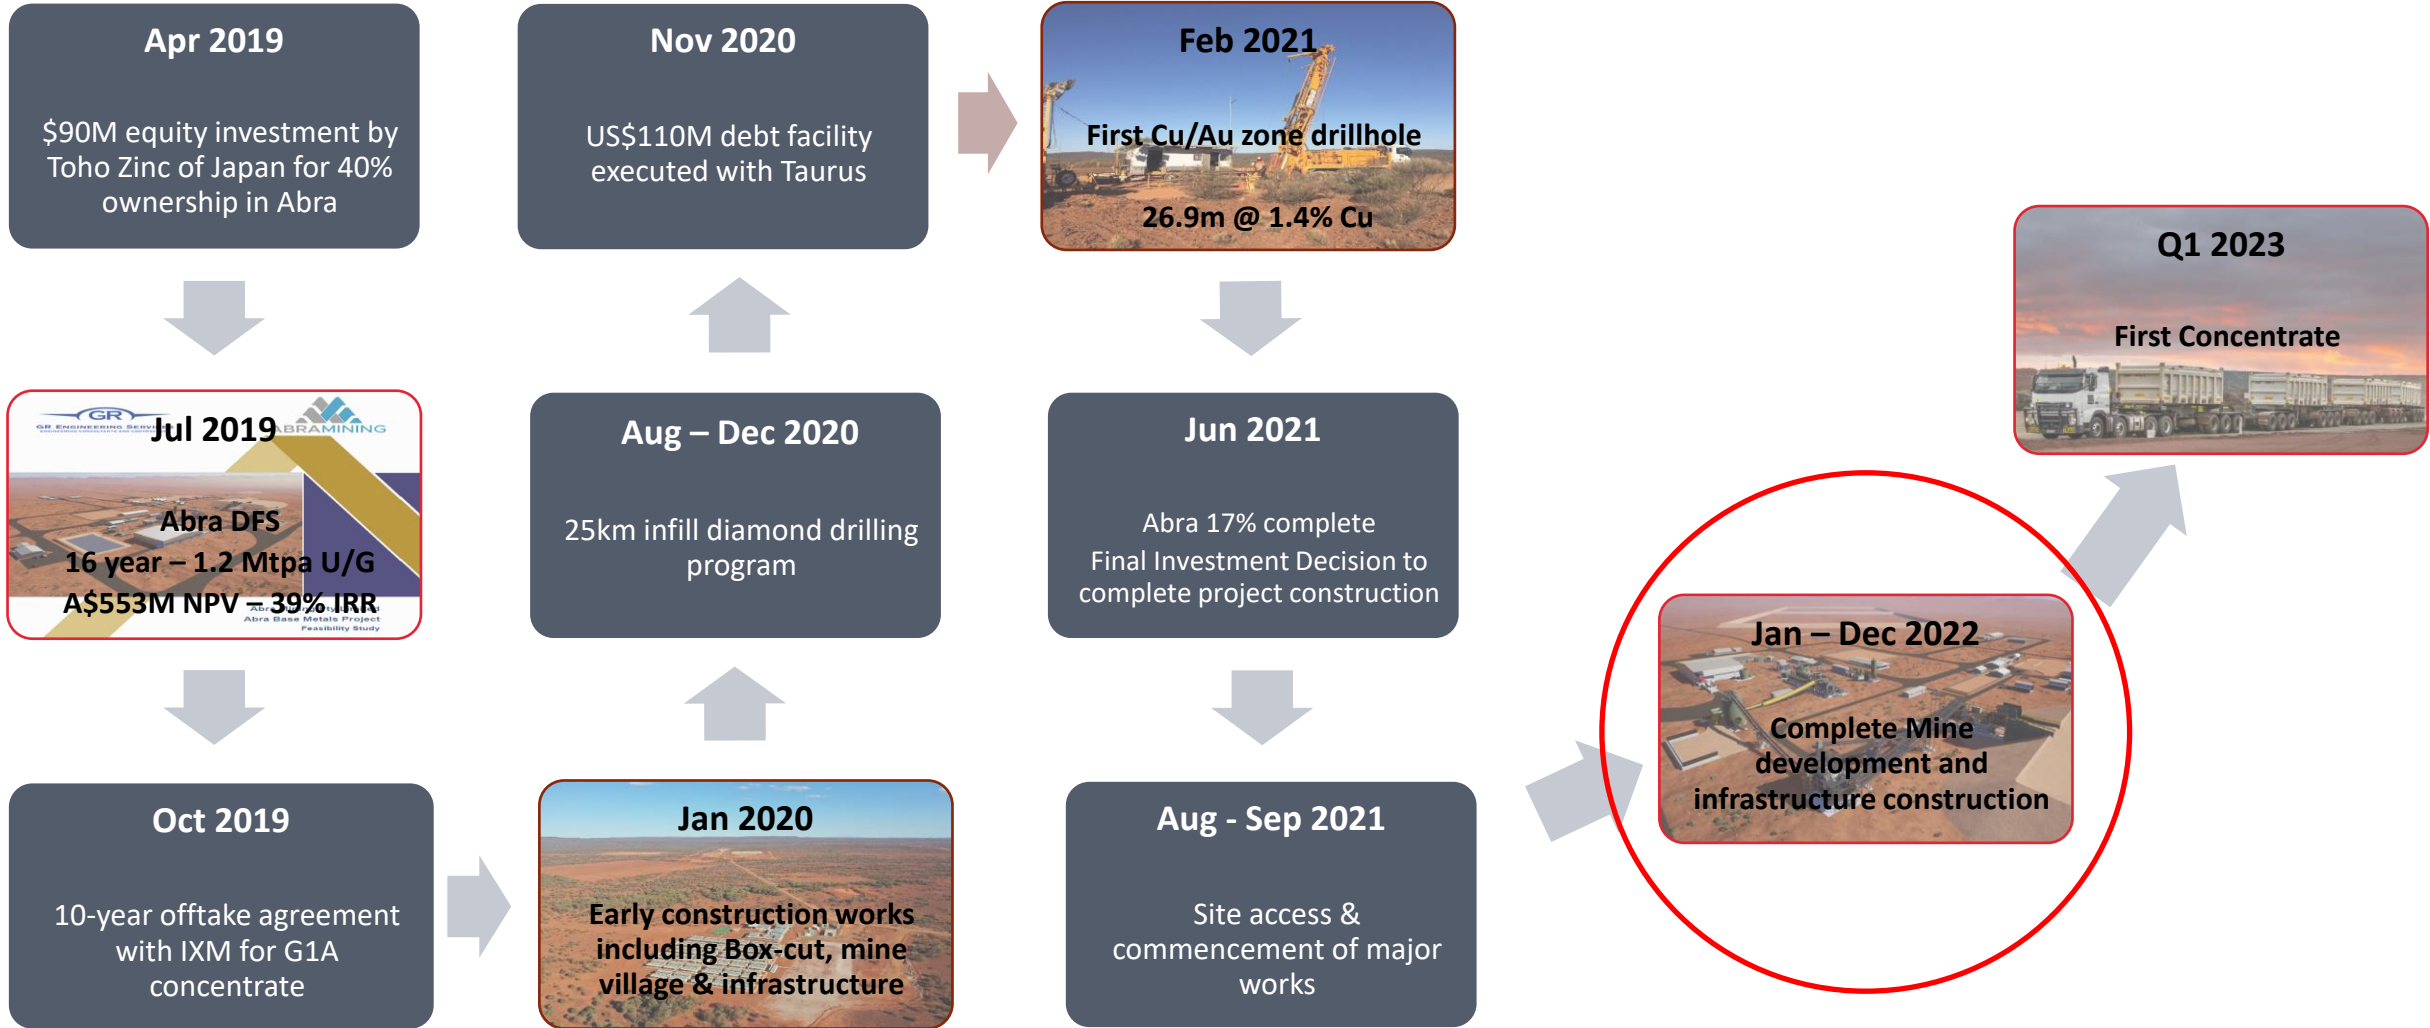 Apr 2019
$90M equity investment by
Toho Zinc of Japan for 40%
ownership in Abra
GR
GR ENGINEERING SERVICES
ABRAMINING
Jul 2019
Abra DFS
16 year – 1.2 Mtpa U/G
A$553M NPV – 39% IRR
Abra Base Metals Project
Feasibility Study
Oct 2019
10-year offtake agreement
with IXM for G1A
concentrate
Jan 2020
Early construction works
including Box-cut, mine
village & infrastructure
Aug – Dec 2020
25km infill diamond drilling
program
Nov 2020
US$110M debt facility
executed with Taurus
Feb 2021
First Cu/Au zone drillhole
26.9m @ 1.4% Cu
Jun 2021
Abra 17% complete
Final Investment Decision to
complete project construction
Aug - Sep 2021
Site access &
commencement of major
works
Jan – Dec 2022
Complete Mine
development and
infrastructure construction
Q1 2023
First Concentrate